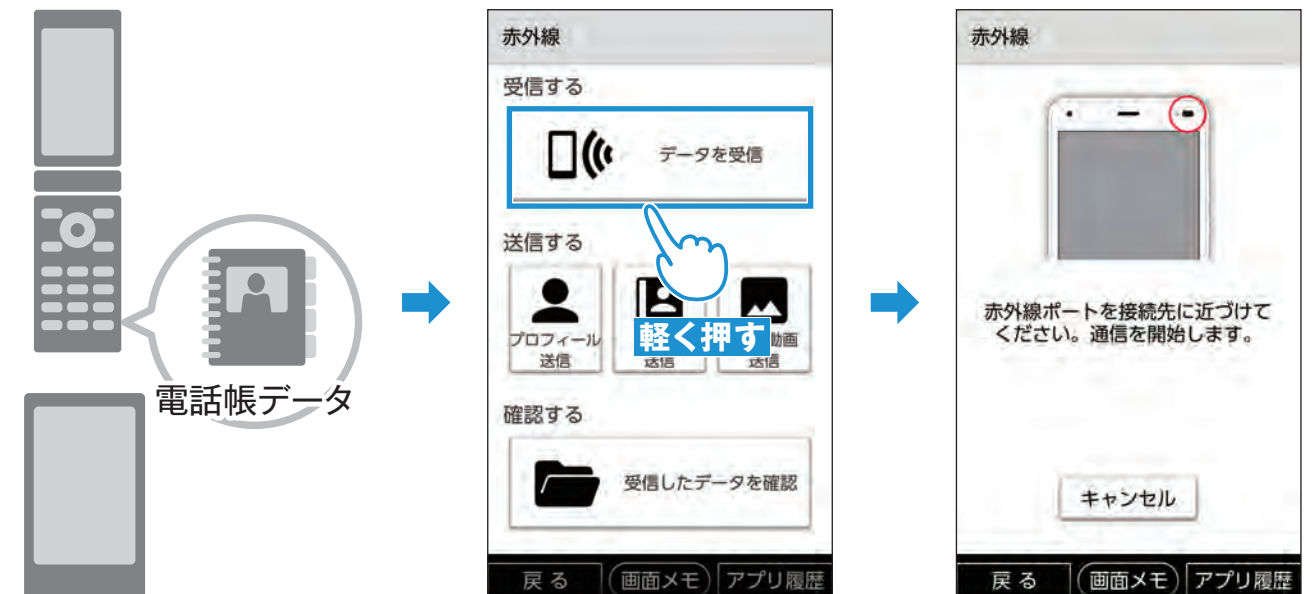 電話帳データ
赤外線
受信する
データを受信
送信する
プロフィール
送信
送信
動画
送信
軽く押す
確認する
受信したデータを確認
戻る
画面メモ
アプリ履歴
赤外線
赤外線ポートを接続先に近づけて
ください。通信を開始します。
キャンセル
戻る
画面メモ
アプリ履歴